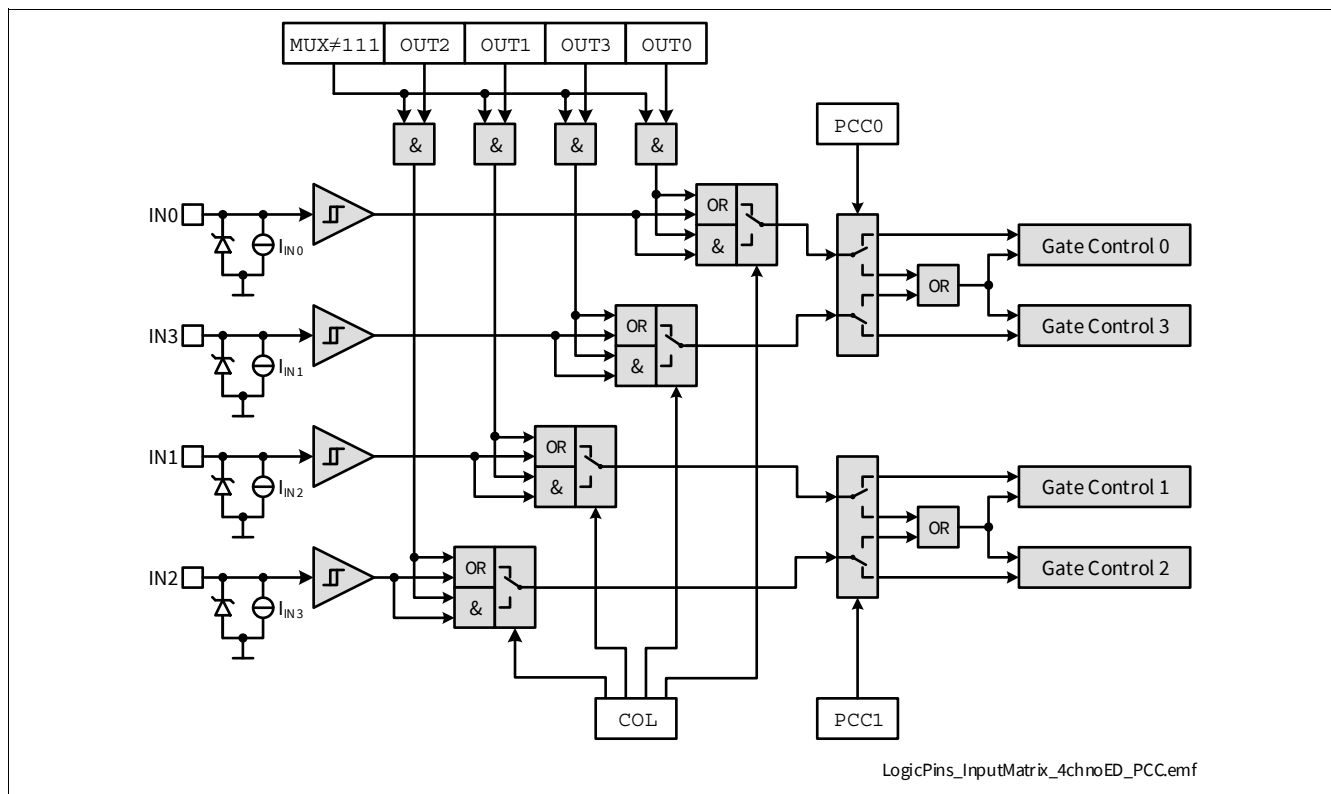 MUX≠111 OUT2 OUT1 OUT3 OUT0
PCC0
& & & &
IN0
I_IN0
OR
&
OR
Gate Control 0
Gate Control 3
IN3
I_IN1
OR
&
IN1
I_IN2
OR
&
OR
Gate Control 1
Gate Control 2
IN2
I_IN3
OR
&
COL
PCC1
LogicPins_InputMatrix_4chnoED_PCC.emf